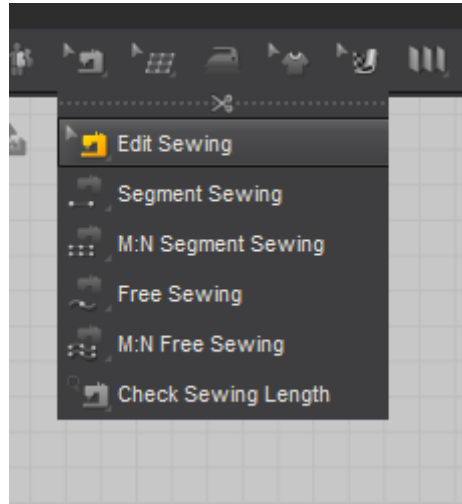 Edit Sewing
Segment Sewing
M:N Segment Sewing
Free Sewing
M:N Free Sewing
Check Sewing Length